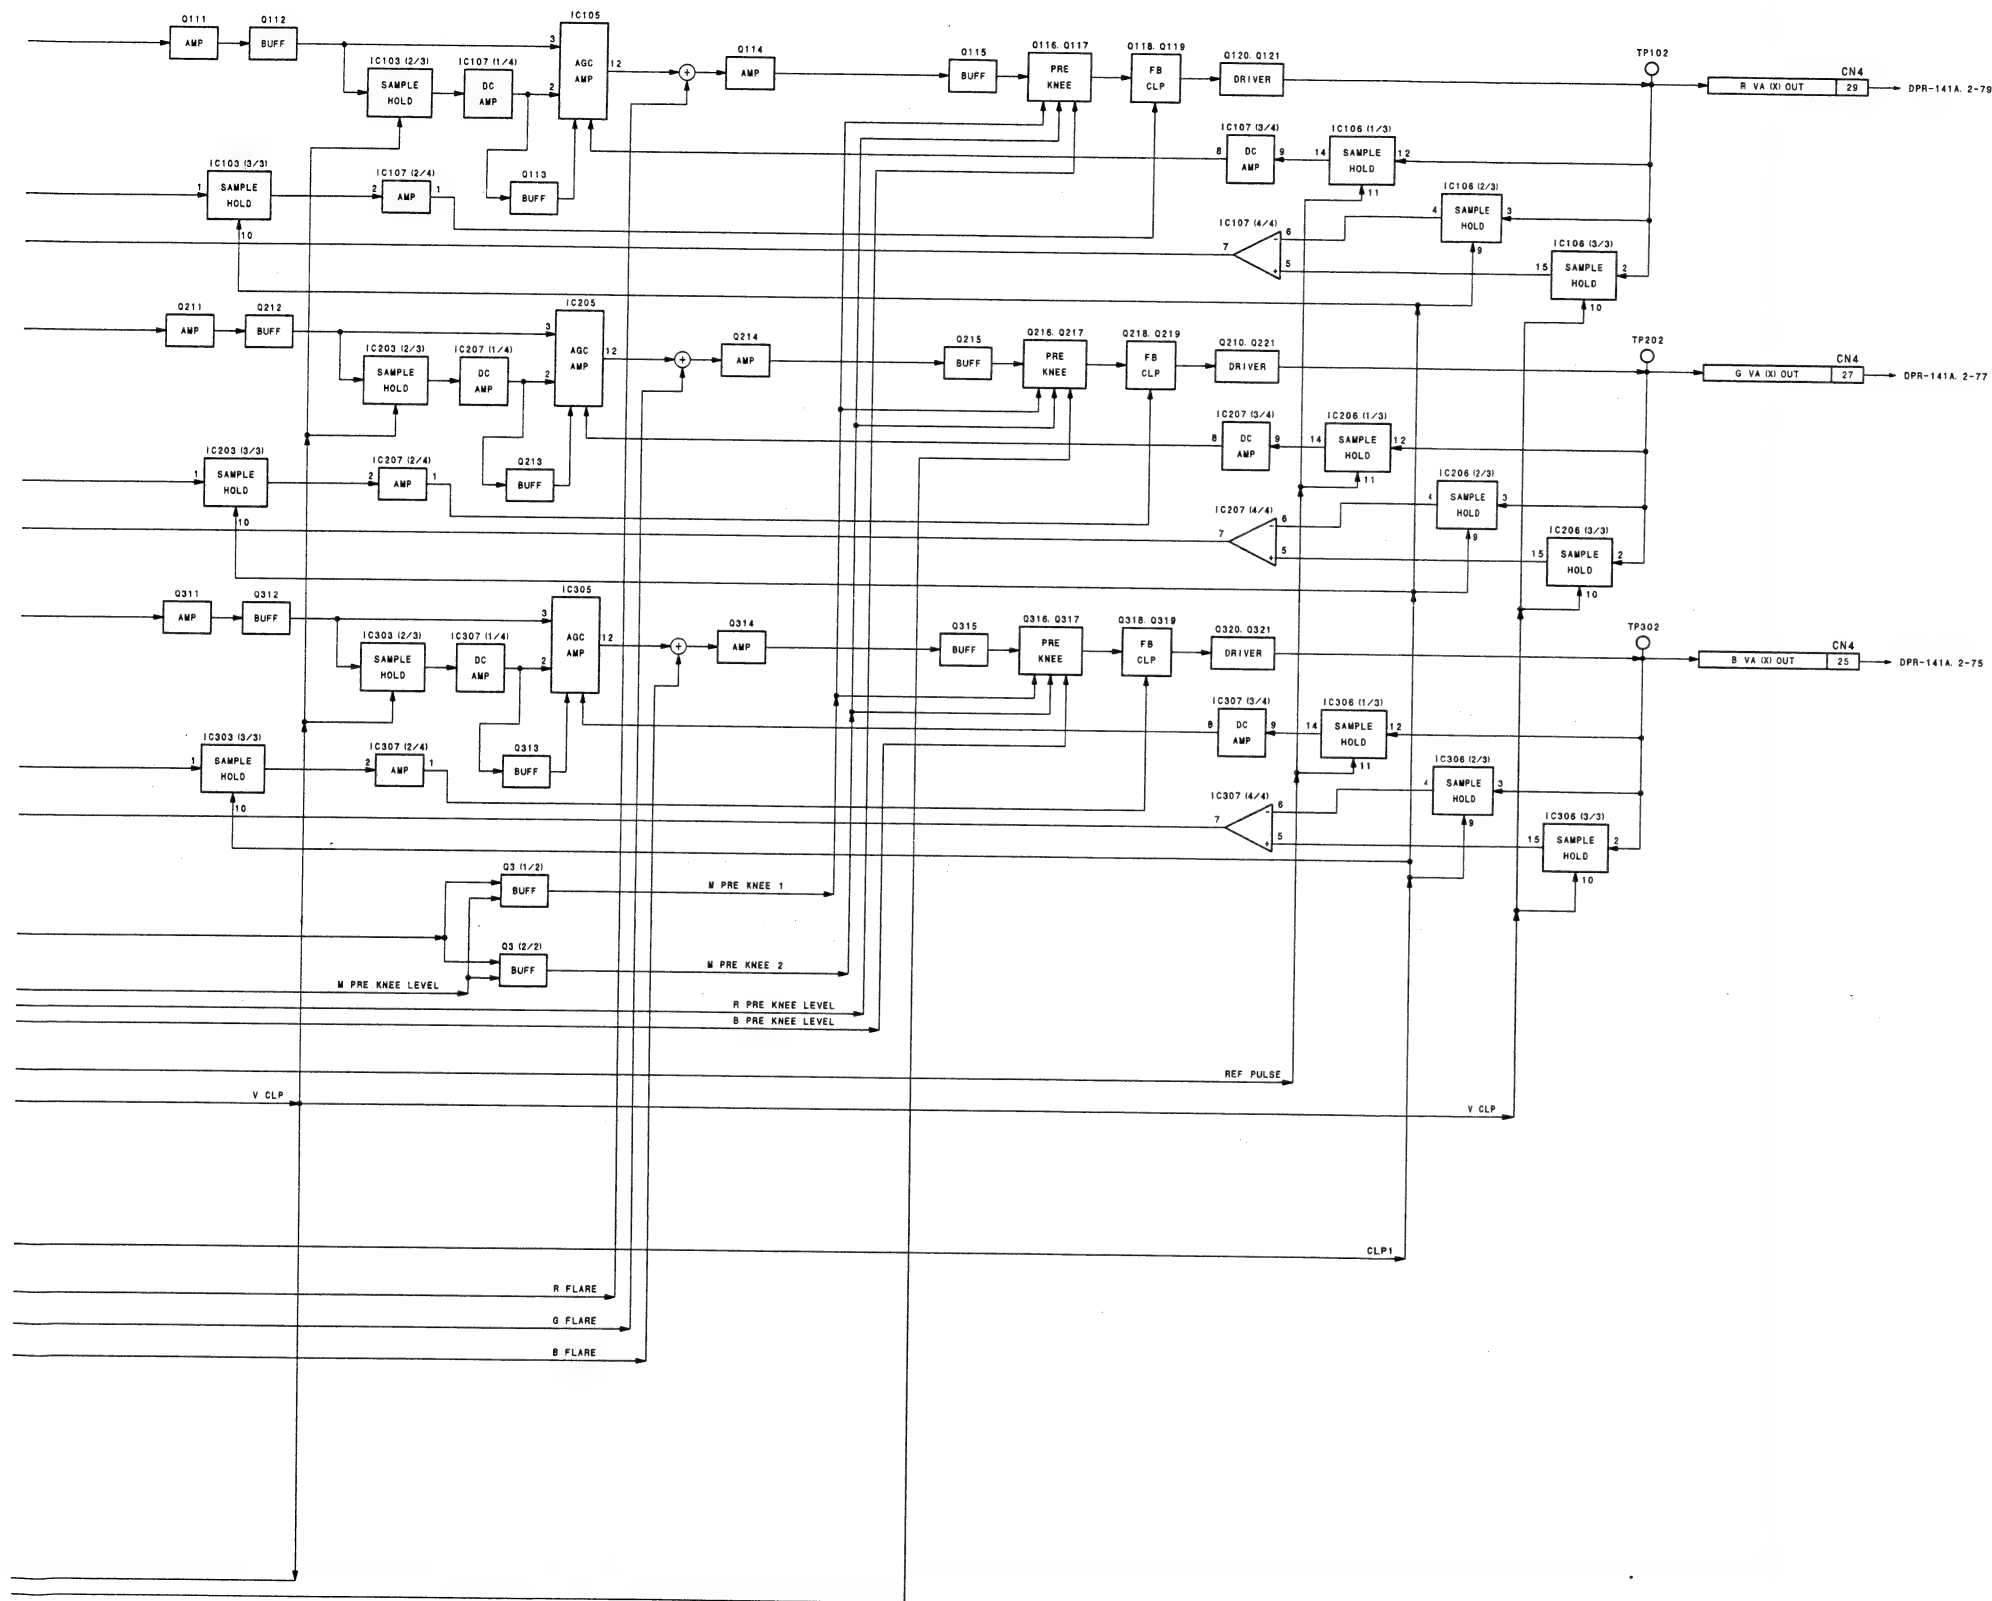 Q111 Q112 IC105
AMP BUFF 3 AGC AMP 12 2
IC103 (2/3) IC107 (1/4)
SAMPLE HOLD DC AMP
Q114 Q115 Q116. Q117 Q118. Q119 Q120. Q121 TP102
AMP BUFF PRE KNEE FB CLP DRIVER
CN4
R VA (X) OUT 29 DPR-141A. 2-79
IC107 (3/4) IC106 (1/3)
8 DC AMP 9 14 SAMPLE HOLD 12 11
IC103 (3/3) IC107 (2/4) Q113
1 SAMPLE HOLD 10 2 AMP 1 BUFF
IC106 (2/3)
4 SAMPLE HOLD 3 9
IC107 (4/4)
7 6 - 5 +
IC106 (3/3)
15 SAMPLE HOLD 2 10
Q211 Q212 IC205
AMP BUFF 3 AGC AMP 12 2
IC203 (2/3) IC207 (1/4)
SAMPLE HOLD DC AMP
Q214 Q215 Q216. Q217 Q218. Q219 Q210. Q221 TP202
AMP BUFF PRE KNEE FB CLP DRIVER
CN4
G VA (X) OUT 27 DPR-141A. 2-77
IC207 (3/4) IC206 (1/3)
8 DC AMP 9 14 SAMPLE HOLD 12 11
IC203 (3/3) IC207 (2/4) Q213
1 SAMPLE HOLD 10 2 AMP 1 BUFF
IC206 (2/3)
4 SAMPLE HOLD 3 9
IC207 (4/4)
7 6 - 5 +
IC206 (3/3)
15 SAMPLE HOLD 2 10
Q311 Q312 IC305
AMP BUFF 3 AGC AMP 12 2
IC303 (2/3) IC307 (1/4)
SAMPLE HOLD DC AMP
Q314 Q315 Q316. Q317 Q318. Q319 Q320. Q321 TP302
AMP BUFF PRE KNEE FB CLP DRIVER
CN4
B VA (X) OUT 25 DPR-141A. 2-75
IC307 (3/4) IC306 (1/3)
8 DC AMP 9 14 SAMPLE HOLD 12 11
IC303 (3/3) IC307 (2/4) Q313
1 SAMPLE HOLD 10 2 AMP 1 BUFF
IC306 (2/3)
4 SAMPLE HOLD 3 9
IC307 (4/4)
7 6 - 5 +
IC306 (3/3)
15 SAMPLE HOLD 2 10
Q3 (1/2)
BUFF M PRE KNEE 1
Q3 (2/2)
BUFF M PRE KNEE 2
M PRE KNEE LEVEL
R PRE KNEE LEVEL
B PRE KNEE LEVEL
REF PULSE
V CLP V CLP
CLP1
R FLARE
G FLARE
B FLARE